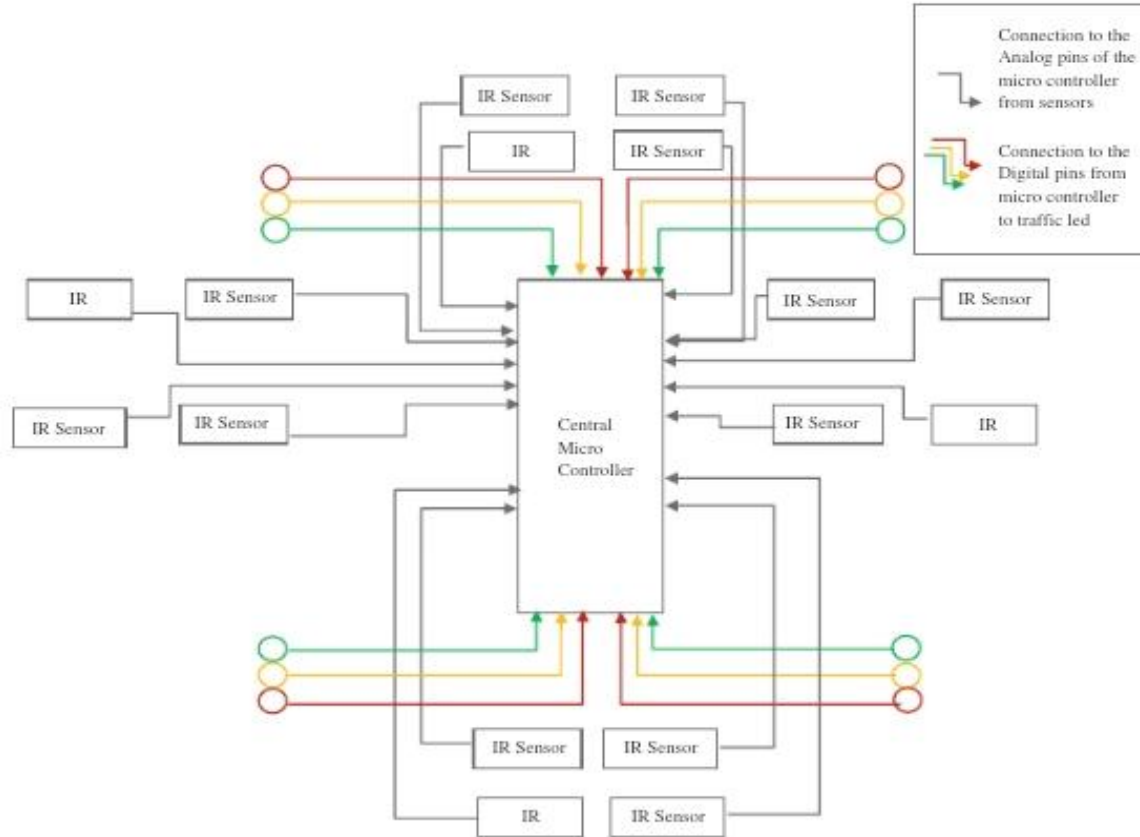 Connection to the
Analog pins of the
micro controller
from sensors
Connection to the
Digital pins from
micro controller
to traffic led
IR Sensor
IR Sensor
IR
IR Sensor
IR
IR Sensor
IR Sensor
IR Sensor
IR Sensor
IR Sensor
IR Sensor
IR
Central
Micro
Controller
IR Sensor
IR Sensor
IR
IR Sensor